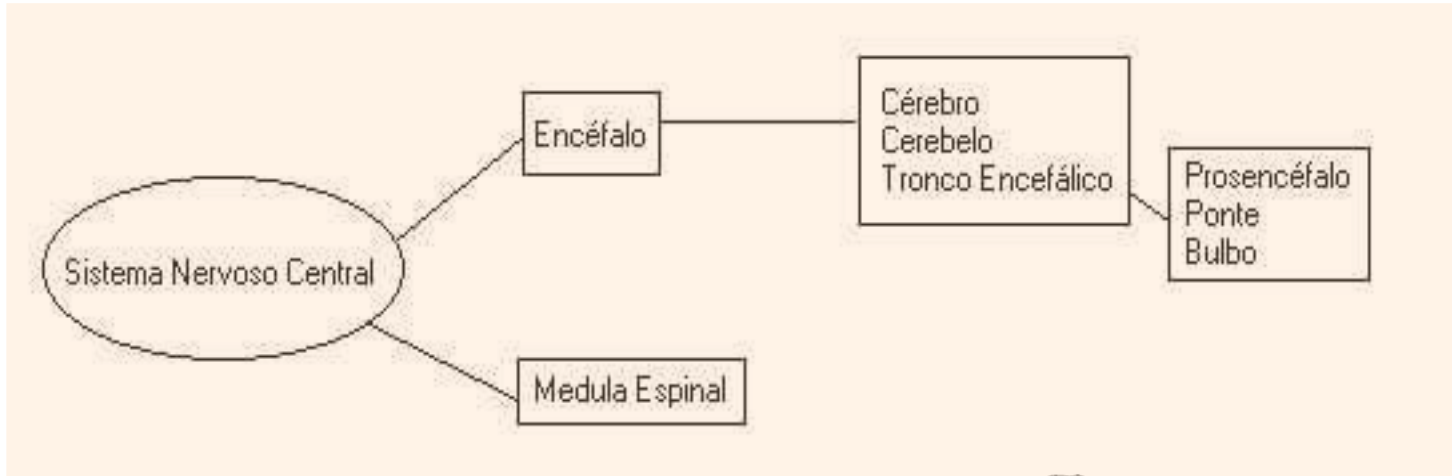 Sistema Nervoso Central
Encéfalo
Cérebro
Cerebelo
Tronco Encefálico
Prosencéfalo
Ponte
Bulbo
Medula Espinal